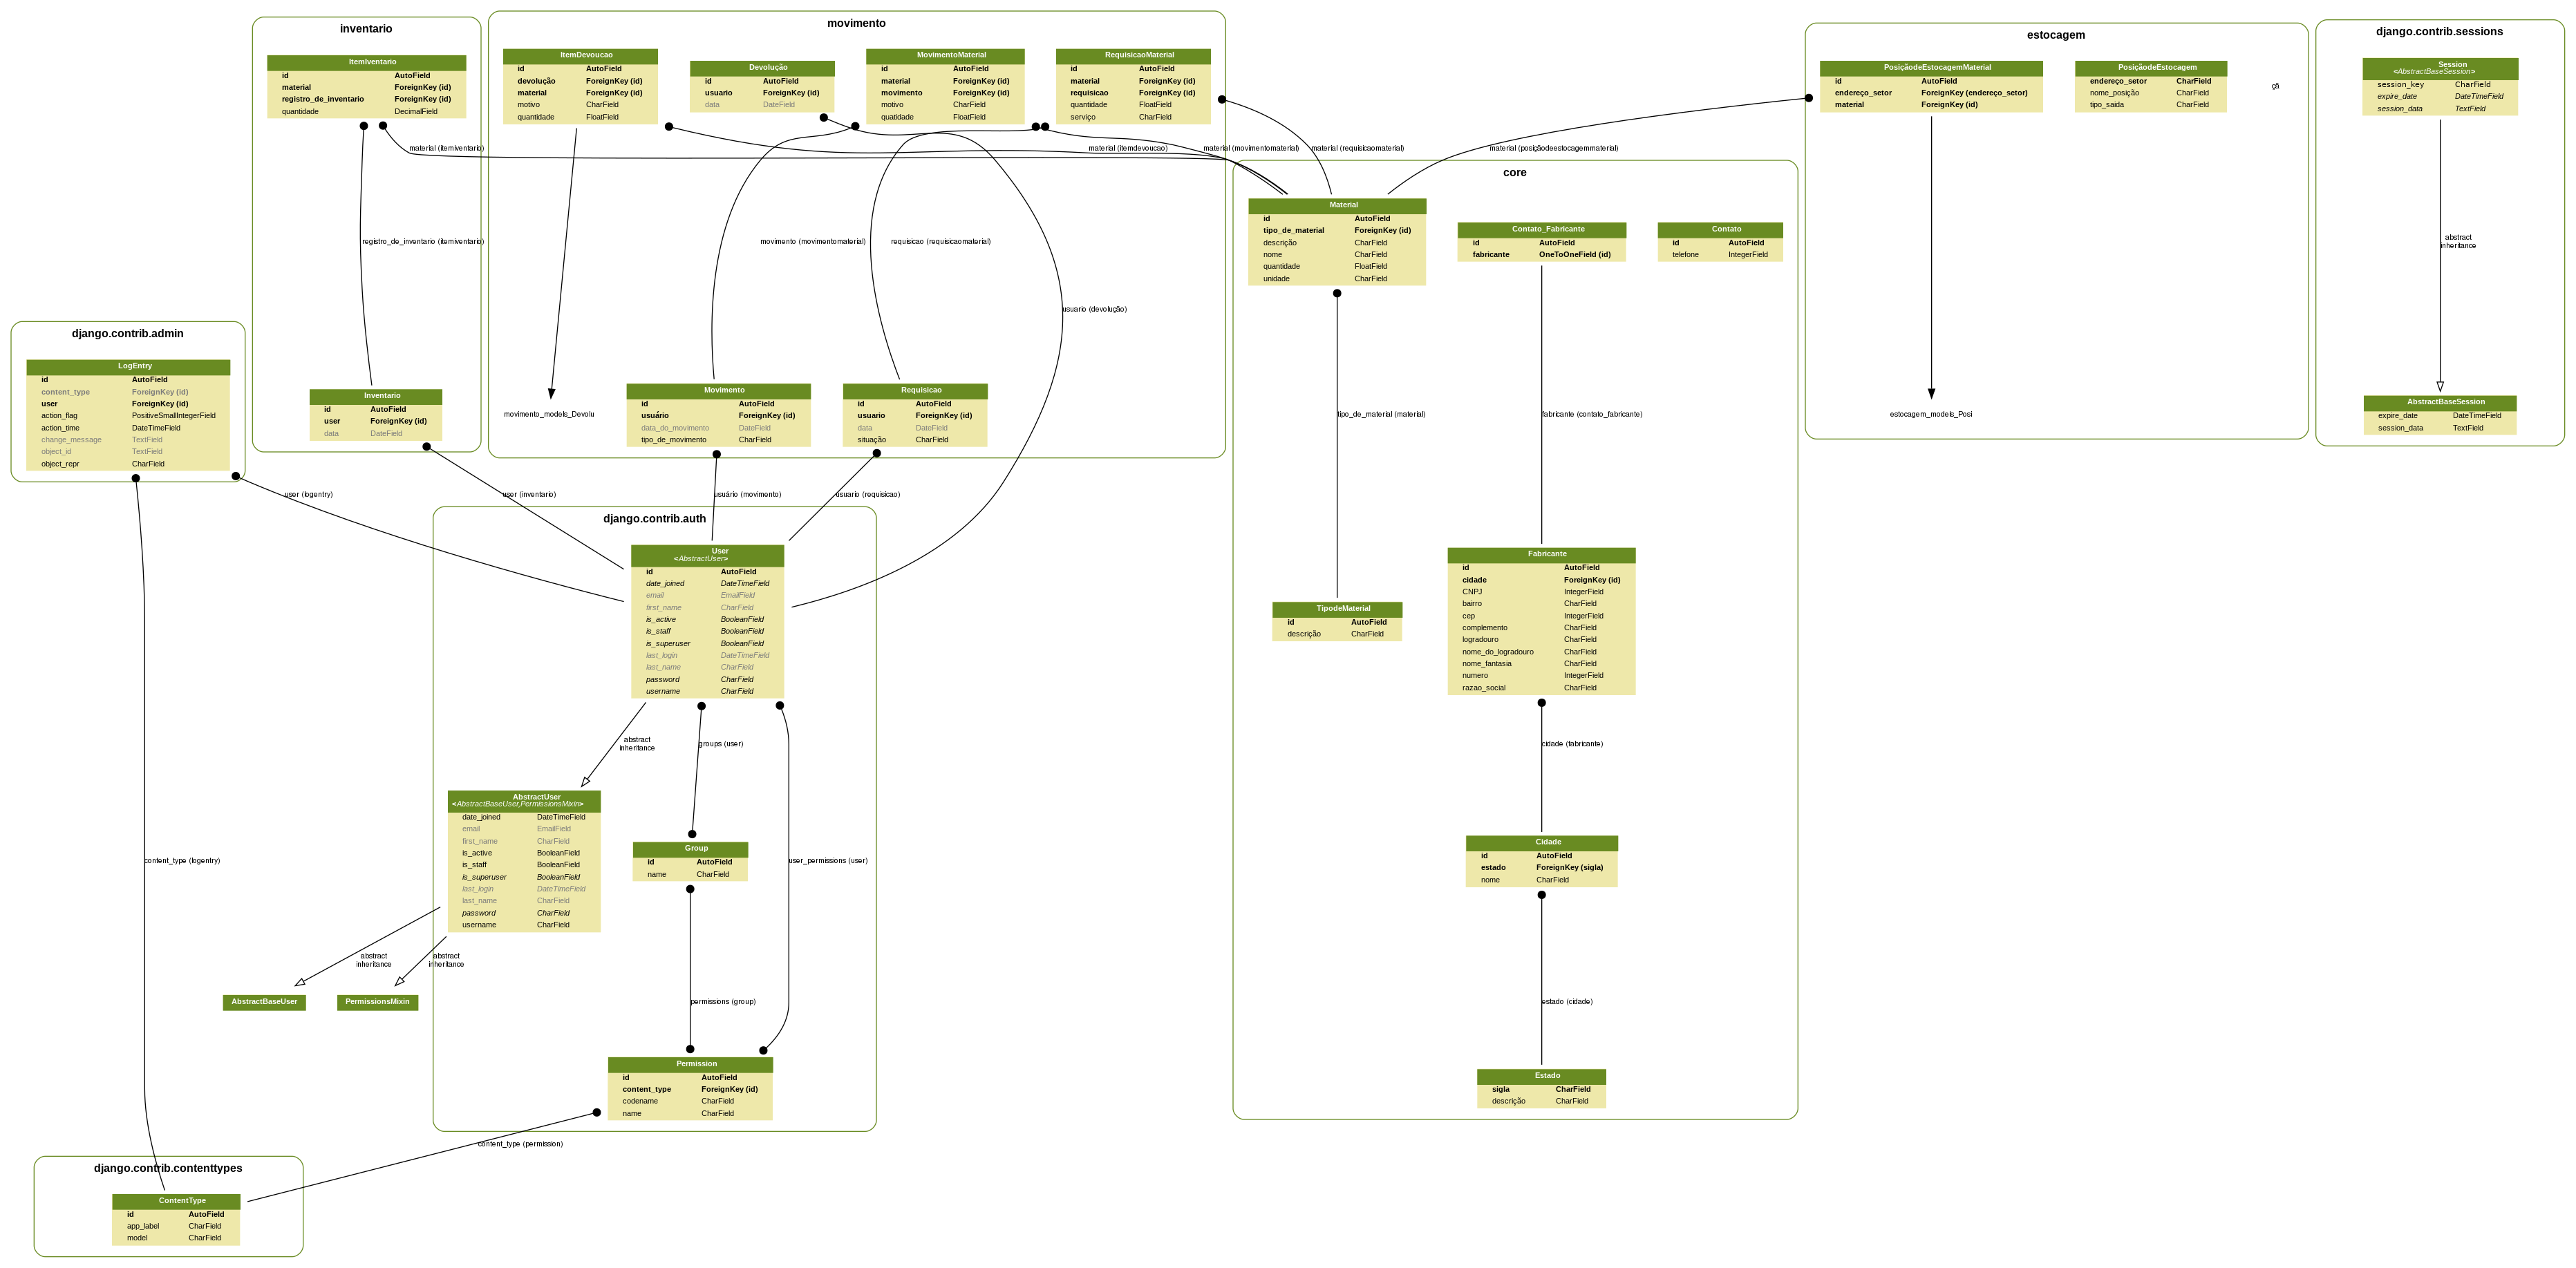 inventario
ItemIventario
id AutoField
material ForeignKey (id)
registro_de_inventario ForeignKey (id)
quantidade DecimalField
movimento
ItemDevoucao
id AutoField
devolução ForeignKey (id)
material ForeignKey (id)
motivo CharField
quantidade FloatField
Devolução
id AutoField
usuario ForeignKey (id)
data DateField
MovimentoMaterial
id AutoField
material ForeignKey (id)
movimento ForeignKey (id)
motivo CharField
quatidade FloatField
RequisicaoMaterial
id AutoField
material ForeignKey (id)
requisicao ForeignKey (id)
quantidade FloatField
serviço CharField
estocagem
PosiçãodeEstocagemMaterial
id AutoField
endereço_setor ForeignKey (endereço_setor)
material ForeignKey (id)
PosiçãodeEstocagem
endereço_setor CharField
nome_posição CharField
tipo_saida CharField
çã
django.contrib.sessions
Session
<AbstractBaseSession>
session_key CharField
expire_date DateTimeField
session_data TextField
material (itemiventario)
material (itemdevoucao)
material (movimentomaterial)
material (requisicaomaterial)
material (posiçãodeestocagemmaterial)
core
Material
id AutoField
tipo_de_material ForeignKey (id)
descrição CharField
nome CharField
quantidade FloatField
unidade CharField
Contato_Fabricante
id AutoField
fabricante OneToOneField (id)
Contato
id AutoField
telefone IntegerField
registro_de_inventario (itemiventario)
movimento (movimentomaterial)
requisicao (requisicaomaterial)
abstract
inheritance
usuario (devolução)
django.contrib.admin
LogEntry
id AutoField
content_type ForeignKey (id)
user ForeignKey (id)
action_flag PositiveSmallIntegerField
action_time DateTimeField
change_message TextField
object_id TextField
object_repr CharField
Inventario
id AutoField
user ForeignKey (id)
data DateField
movimento_models_Devolu
Movimento
id AutoField
usuário ForeignKey (id)
data_do_movimento DateField
tipo_de_movimento CharField
Requisicao
id AutoField
usuario ForeignKey (id)
data DateField
situação CharField
tipo_de_material (material)
fabricante (contato_fabricante)
estocagem_models_Posi
AbstractBaseSession
expire_date DateTimeField
session_data TextField
user (logentry)
user (inventario)
usuário (movimento)
usuario (requisicao)
django.contrib.auth
User
<AbstractUser>
id AutoField
date_joined DateTimeField
email EmailField
first_name CharField
is_active BooleanField
is_staff BooleanField
is_superuser BooleanField
last_login DateTimeField
last_name CharField
password CharField
username CharField
TipodeMaterial
id AutoField
descrição CharField
Fabricante
id AutoField
cidade ForeignKey (id)
CNPJ IntegerField
bairro CharField
cep IntegerField
complemento CharField
logradouro CharField
nome_do_logradouro CharField
nome_fantasia CharField
numero IntegerField
razao_social CharField
abstract
inheritance
groups (user)
cidade (fabricante)
AbstractUser
<AbstractBaseUser,PermissionsMixin>
date_joined DateTimeField
email EmailField
first_name CharField
is_active BooleanField
is_staff BooleanField
is_superuser BooleanField
last_login DateTimeField
last_name CharField
password CharField
username CharField
Group
id AutoField
name CharField
content_type (logentry)
user_permissions (user)
Cidade
id AutoField
estado ForeignKey (sigla)
nome CharField
abstract
inheritance
abstract
inheritance
AbstractBaseUser
PermissionsMixin
permissions (group)
estado (cidade)
Permission
id AutoField
content_type ForeignKey (id)
codename CharField
name CharField
Estado
sigla CharField
descrição CharField
content_type (permission)
django.contrib.contenttypes
ContentType
id AutoField
app_label CharField
model CharField